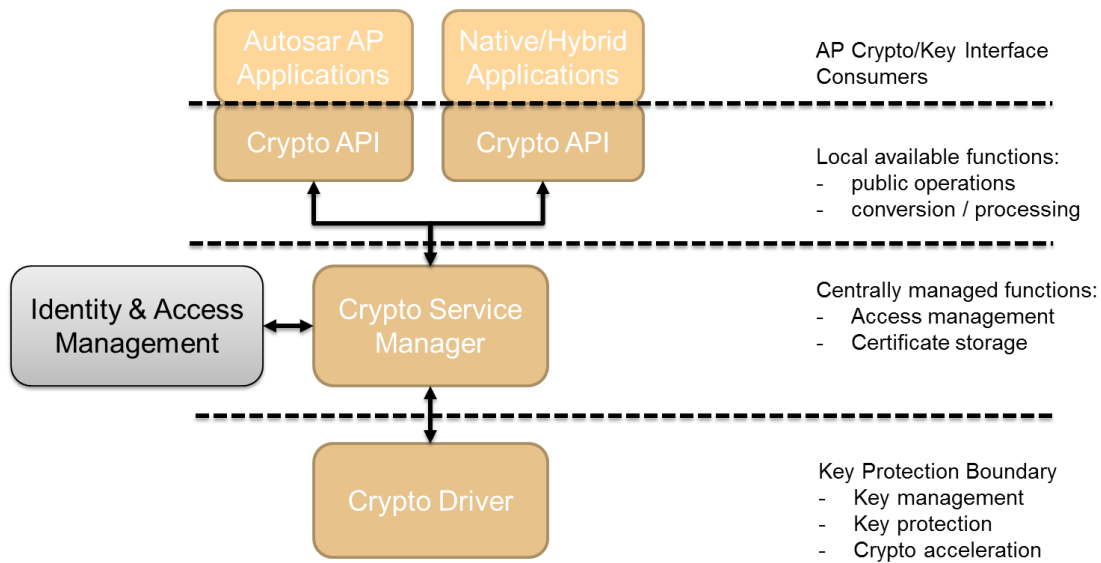 Autosar AP
Applications
Native/Hybrid
Applications
AP Crypto/Key Interface
Consumers
Crypto API
Crypto API
Local available functions:
- public operations
- conversion / processing
Identity & Access
Management
Crypto Service
Manager
Centrally managed functions:
- Access management
- Certificate storage
Crypto Driver
Key Protection Boundary
- Key management
- Key protection
- Crypto acceleration